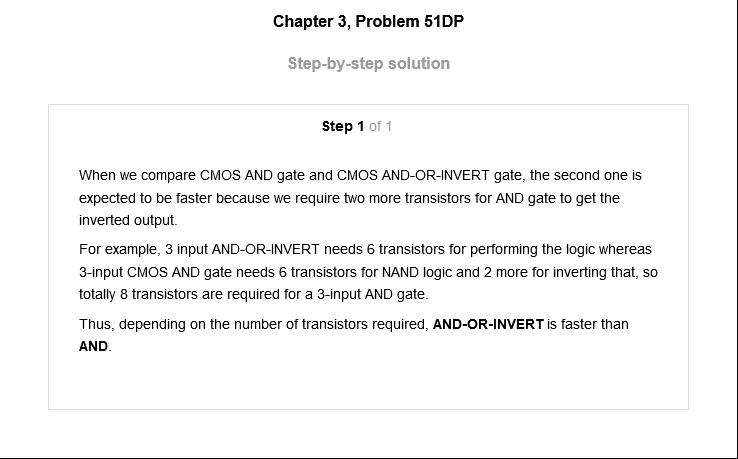 Chapter 3, Problem 51DP
Step-by-step solution
Step 1 of 1
When we compare CMOS AND gate and CMOS AND-OR-INVERT gate, the second one is
expected to be faster because we require two more transistors for AND gate to get the
inverted output.
For example, 3 input AND-OR-INVERT needs 6 transistors for performing the logic whereas
3-input CMOS AND gate needs 6 transistors for NAND logic and 2 more for inverting that, so
totally 8 transistors are required for a 3-input AND gate.
Thus, depending on the number of transistors required, AND-OR-INVERT is faster than
AND.